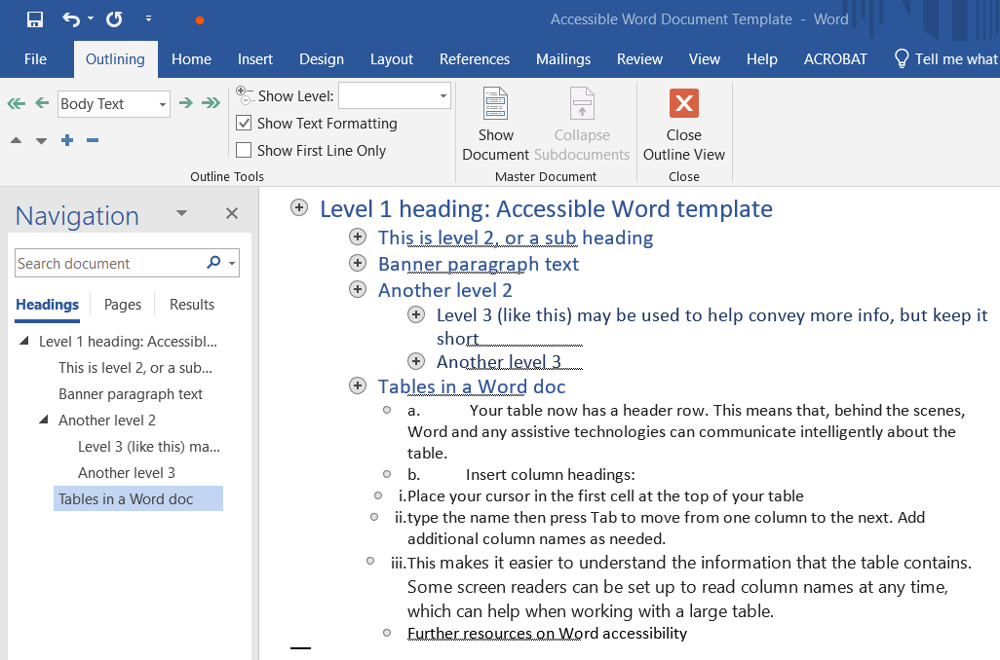 Accessible Word Document Template - Word
File Outlining Home Insert Design Layout References Mailings Review View Help ACROBAT Tell me what
Body Text
Show Level:
Show Text Formatting
Show First Line Only
Outline Tools
Show Document
Collapse Subdocuments
Master Document
Close Outline View
Close
Navigation
Search document
Headings Pages Results
Level 1 heading: Accessibl...
This is level 2, or a sub...
Banner paragraph text
Another level 2
Level 3 (like this) ma...
Another level 3
Tables in a Word doc
Level 1 heading: Accessible Word template
This is level 2, or a sub heading
Banner paragraph text
Another level 2
Level 3 (like this) may be used to help convey more info, but keep it
short
Another level 3
Tables in a Word doc
a. Your table now has a header row. This means that, behind the scenes,
Word and any assistive technologies can communicate intelligently about the
table.
b. Insert column headings:
i.Place your cursor in the first cell at the top of your table
ii.type the name then press Tab to move from one column to the next. Add
additional column names as needed.
iii.This makes it easier to understand the information that the table contains.
Some screen readers can be set up to read column names at any time,
which can help when working with a large table.
Further resources on Word accessibility